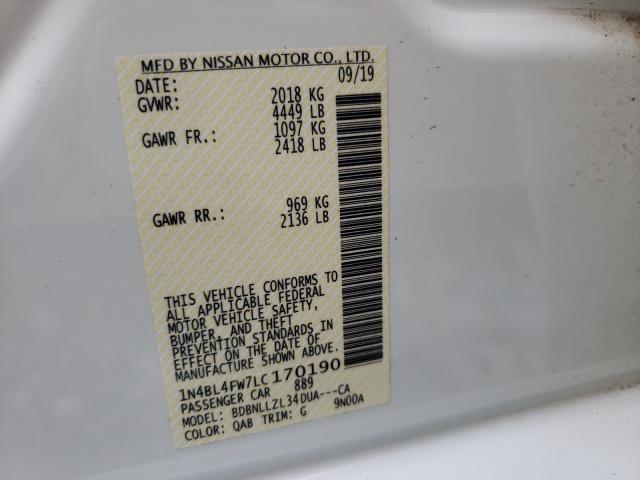 MFD BY NISSAN MOTOR CO., LTD.
DATE: 09/19
GVWR: 2018 KG
4449 LB
GAWR FR.: 1097 KG
2418 LB
GAWR RR.: 969 KG
2136 LB
THIS VEHICLE CONFORMS TO
ALL APPLICABLE FEDERAL
MOTOR VEHICLE SAFETY,
BUMPER, AND THEFT
PREVENTION STANDARDS IN
EFFECT ON THE DATE OF
MANUFACTURE SHOWN ABOVE.
1N4BL4FW7LC170190
PASSENGER CAR 889
MODEL: BDBNLLZL34DUA---CA
COLOR: QAB TRIM: G 9N00A